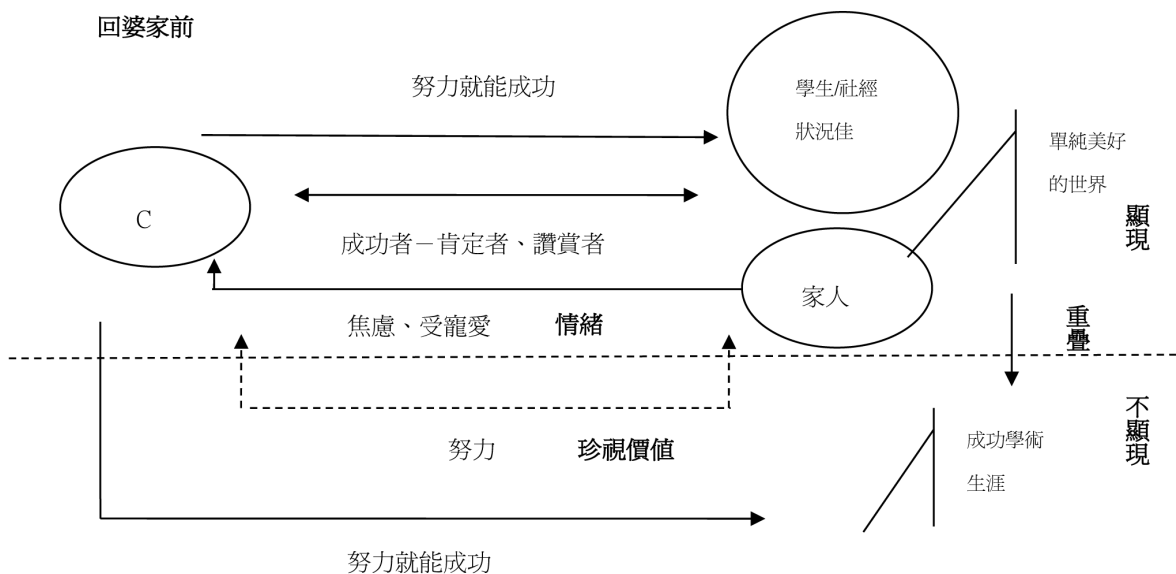 回婆家前
努力就能成功
學生/社經
狀況佳
單純美好
的世界
顯現
C
成功者－肯定者、讚賞者
家人
焦慮、受寵愛 情緒
重疊
不顯現
努力 珍視價值
成功學術
生涯
努力就能成功